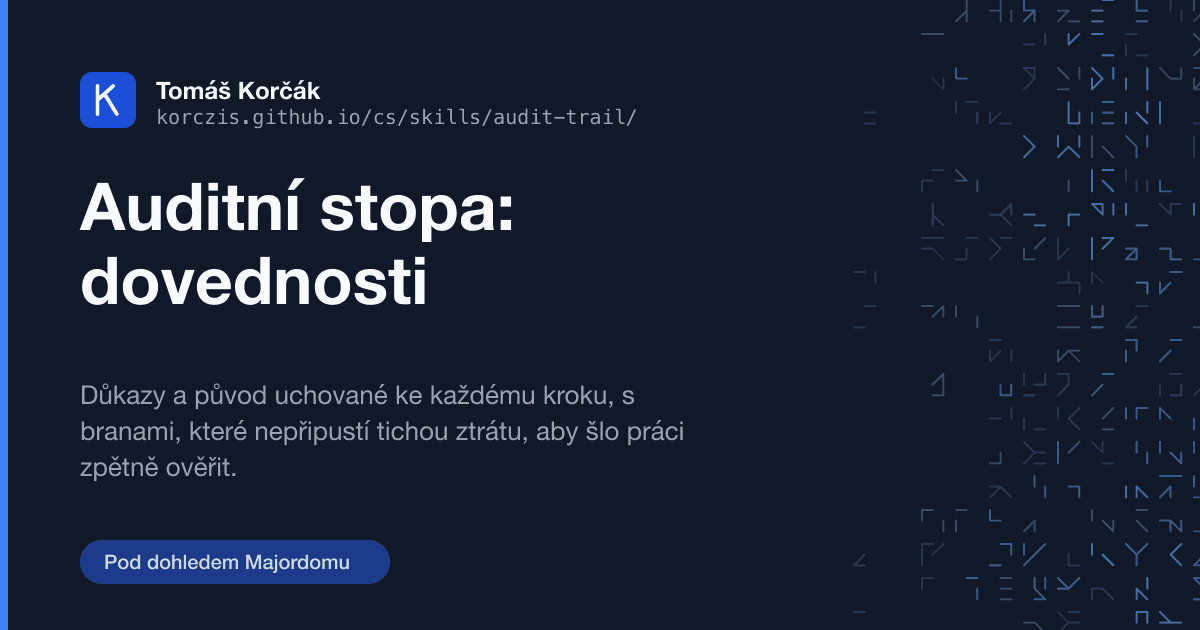 K
Tomáš Korčák
korczis.github.io/cs/skills/audit-trail/
Auditní stopa:
dovednosti
Důkazy a původ uchované ke každému kroku, s
branami, které nepřipustí tichou ztrátu, aby šlo práci
zpětně ověřit.
Pod dohledem Majordomu